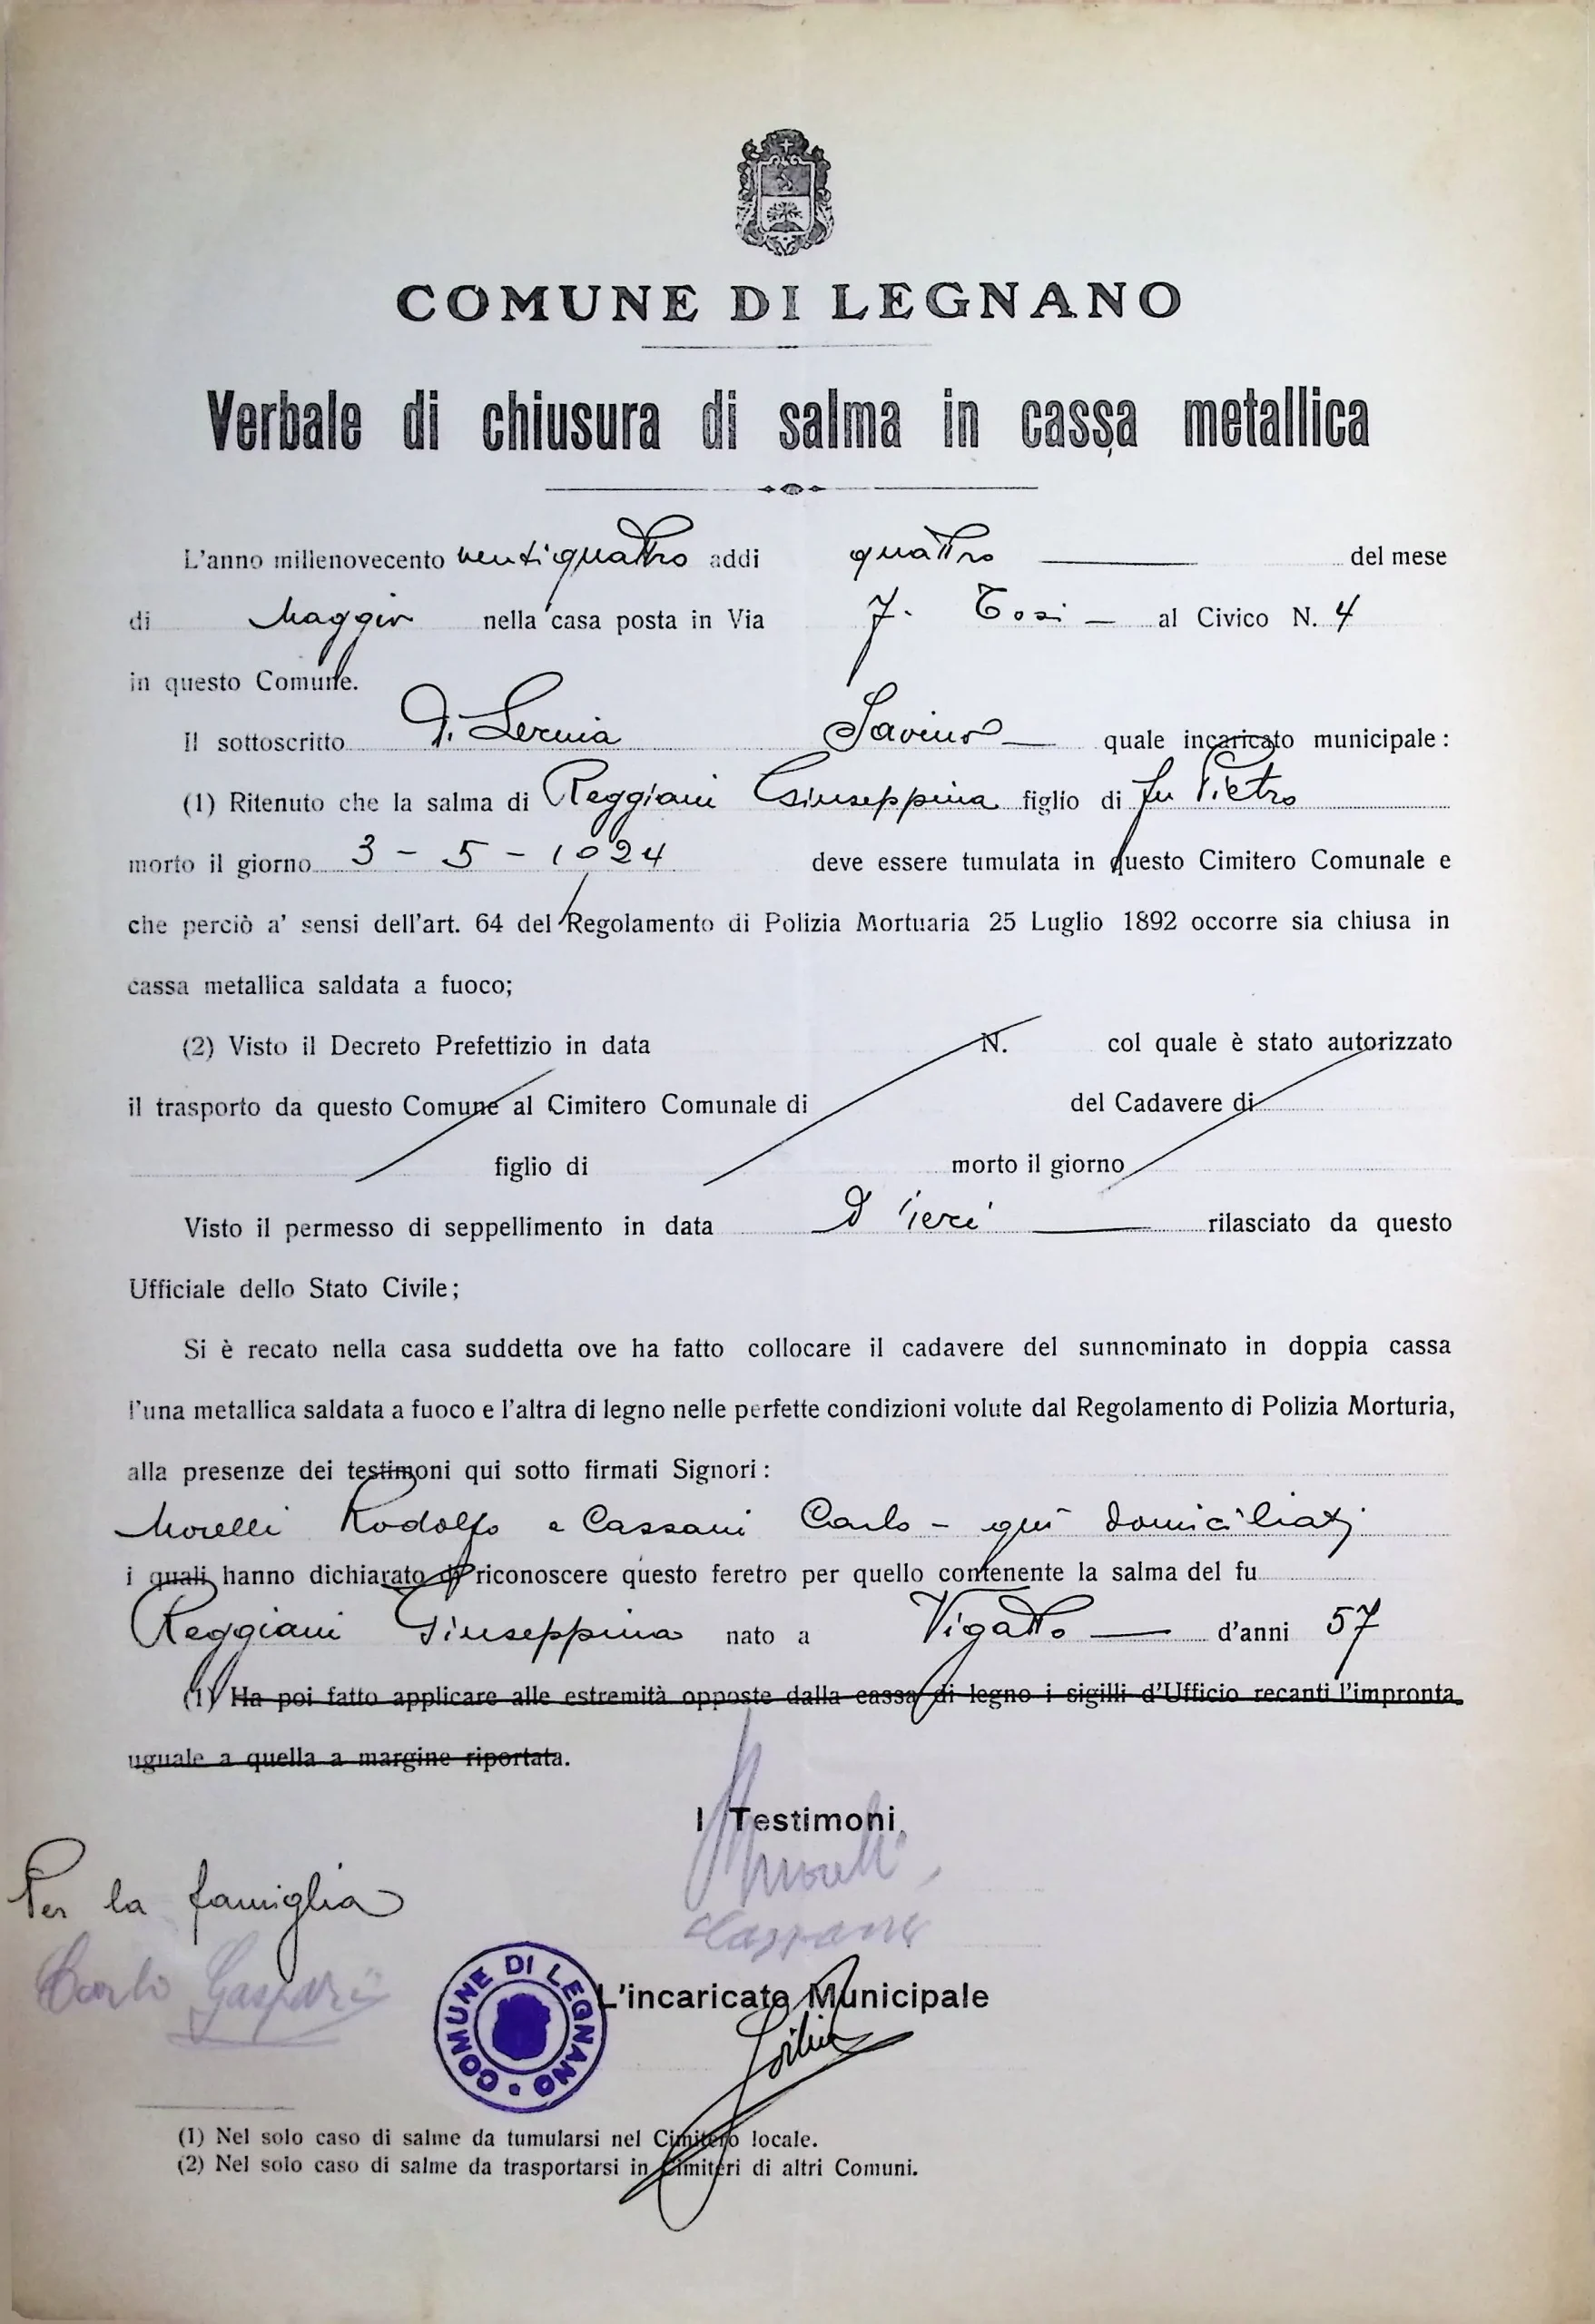 COMUNE DI LEGNANO
Verbale di chiusura di salma in cassa metallica
L'anno millenovecento ventiquattro addi quattro del mese
di Maggio nella casa posta in Via F. Tosi al Civico N. 4
in questo Comune.
Il sottoscritto Di Lernia Savino quale incaricato municipale:
(1) Ritenuto che la salma di Reggiani Giuseppina figlio di fu Pietro
morto il giorno 3 - 5 - 1924 deve essere tumulata in questo Cimitero Comunale e
che perciò a' sensi dell'art. 64 del Regolamento di Polizia Mortuaria 25 Luglio 1892 occorre sia chiusa in
cassa metallica saldata a fuoco;
(2) Visto il Decreto Prefettizio in data N. col quale è stato autorizzato
il trasporto da questo Comune al Cimitero Comunale di del Cadavere di
figlio di morto il giorno
Visto il permesso di seppellimento in data d'ieri rilasciato da questo
Ufficiale dello Stato Civile;
Si è recato nella casa suddetta ove ha fatto collocare il cadavere del sunnominato in doppia cassa
l'una metallica saldata a fuoco e l'altra di legno nelle perfette condizioni volute dal Regolamento di Polizia Morturia,
alla presenze dei testimoni qui sotto firmati Signori:
Morelli Rodolfo e Cassani Carlo - qui domiciliati
i quali hanno dichiarato di riconoscere questo feretro per quello contenente la salma del fu
Reggiani Giuseppina nato a Vigatto d'anni 57
(1) Ha poi fatto applicare alle estremità opposte dalla cassa di legno i sigilli d'Ufficio recanti l'impronta
uguale a quella a margine riportata.
I Testimoni
Morelli
Per la famiglia
Cassani
Carlo Gaspari
COMUNE DI LEGNANO
L'incaricato Municipale
(1) Nel solo caso di salme da tumularsi nel Cimitero locale.
(2) Nel solo caso di salme da trasportarsi in Cimiteri di altri Comuni.